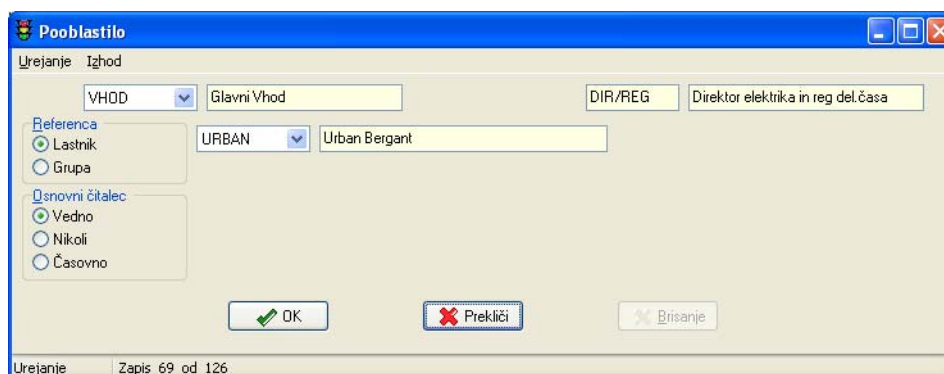 Pooblastilo
Urejanje Izhod
VHOD Glavni Vhod DIR/REG Direktor elektrika in reg del.časa
Referenca
Lastnik
Grupa
URBAN Urban Bergant
Osnovni čitalec
Vedno
Nikoli
Časovno
OK Prekliči Brisanje
Urejanje Zapis 69 od 126